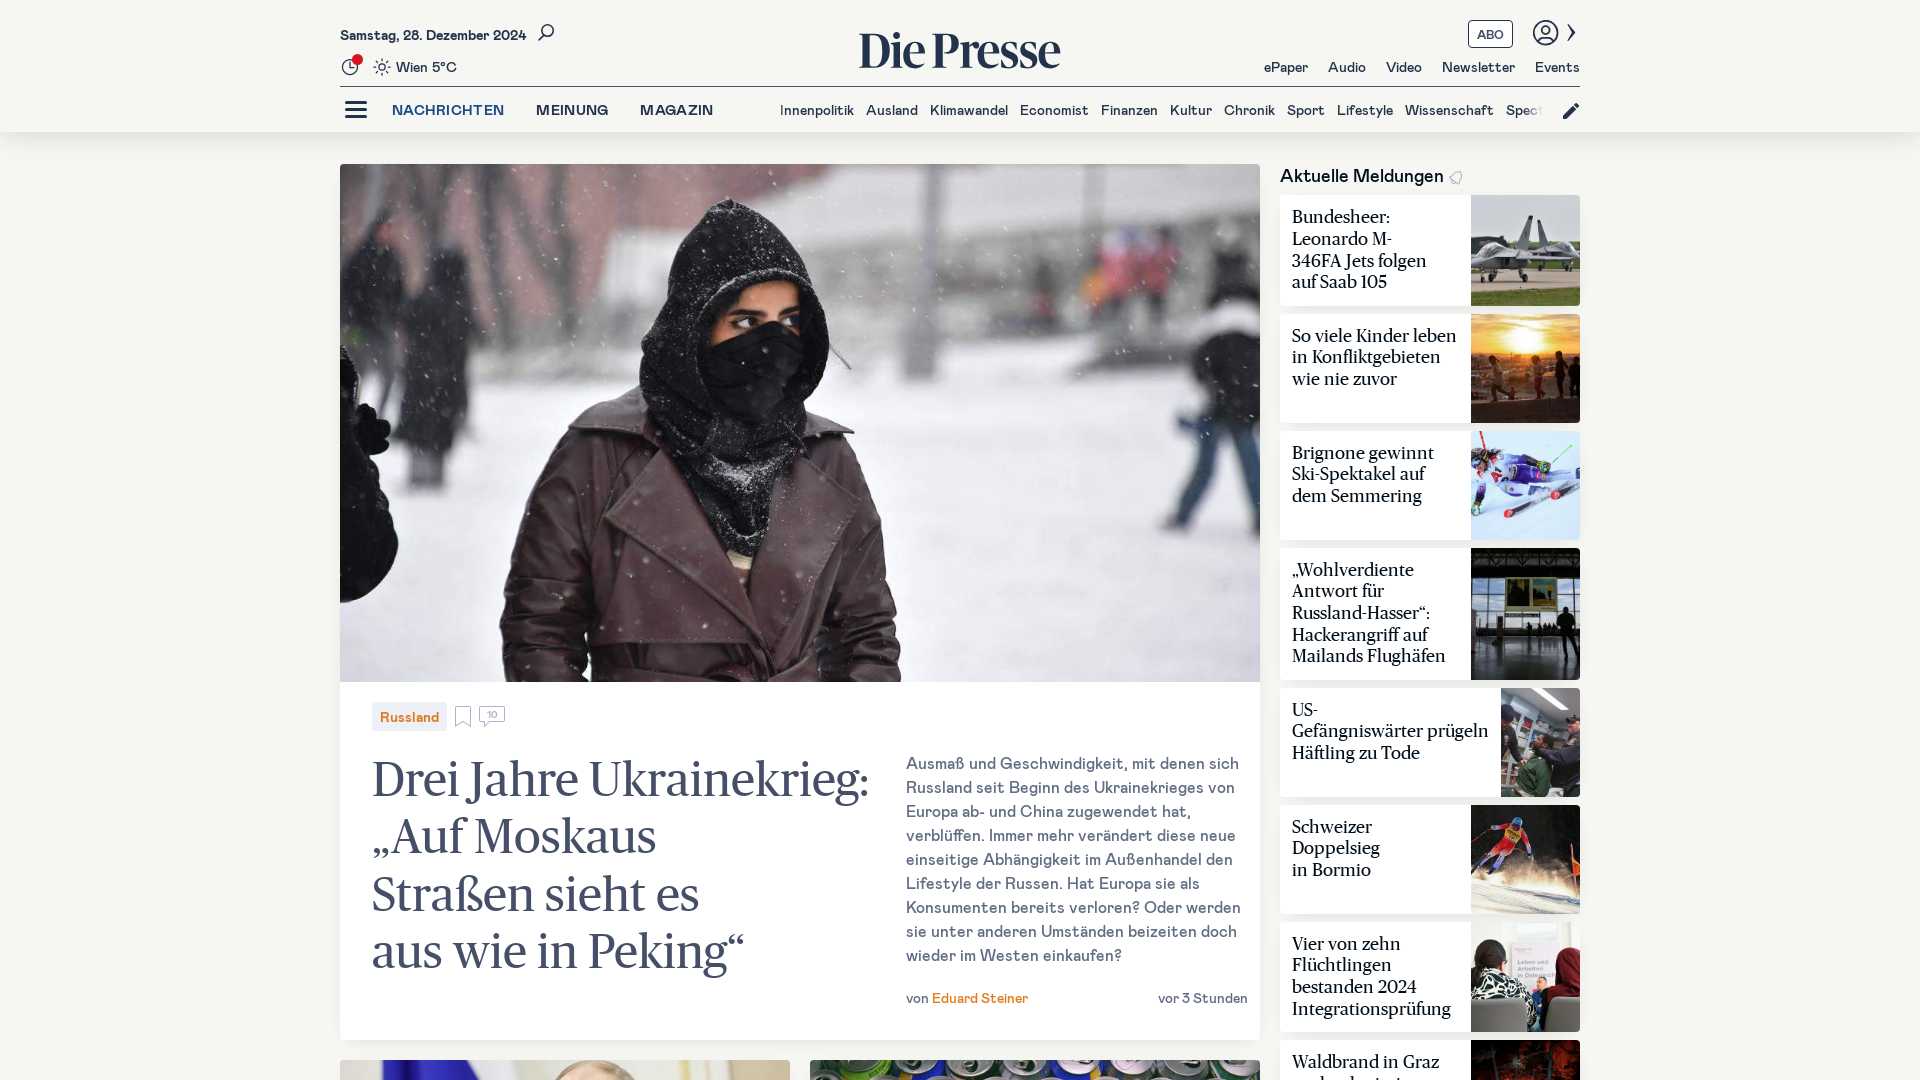 Samstag, 28. Dezember 2024
Wien 5°C
Die Presse
ABO
ePaper Audio Video Newsletter Events
NACHRICHTEN MEINUNG MAGAZIN
Innenpolitik Ausland Klimawandel Economist Finanzen Kultur Chronik Sport Lifestyle Wissenschaft Spect
Russland
10
Drei Jahre Ukrainekrieg:
„Auf Moskaus
Straßen sieht es
aus wie in Peking“
Ausmaß und Geschwindigkeit, mit denen sich
Russland seit Beginn des Ukrainekrieges von
Europa ab- und China zugewendet hat,
verblüffen. Immer mehr verändert diese neue
einseitige Abhängigkeit im Außenhandel den
Lifestyle der Russen. Hat Europa sie als
Konsumenten bereits verloren? Oder werden
sie unter anderen Umständen beizeiten doch
wieder im Westen einkaufen?
von Eduard Steiner
vor 3 Stunden
Aktuelle Meldungen
Bundesheer:
Leonardo M-
346FA Jets folgen
auf Saab 105
So viele Kinder leben
in Konfliktgebieten
wie nie zuvor
Brignone gewinnt
Ski-Spektakel auf
dem Semmering
„Wohlverdiente
Antwort für
Russland-Hasser“:
Hackerangriff auf
Mailands Flughäfen
US-
Gefängniswärter prügeln
Häftling zu Tode
Schweizer
Doppelsieg
in Bormio
Vier von zehn
Flüchtlingen
bestanden 2024
Integrationsprüfung
Waldbrand in Graz